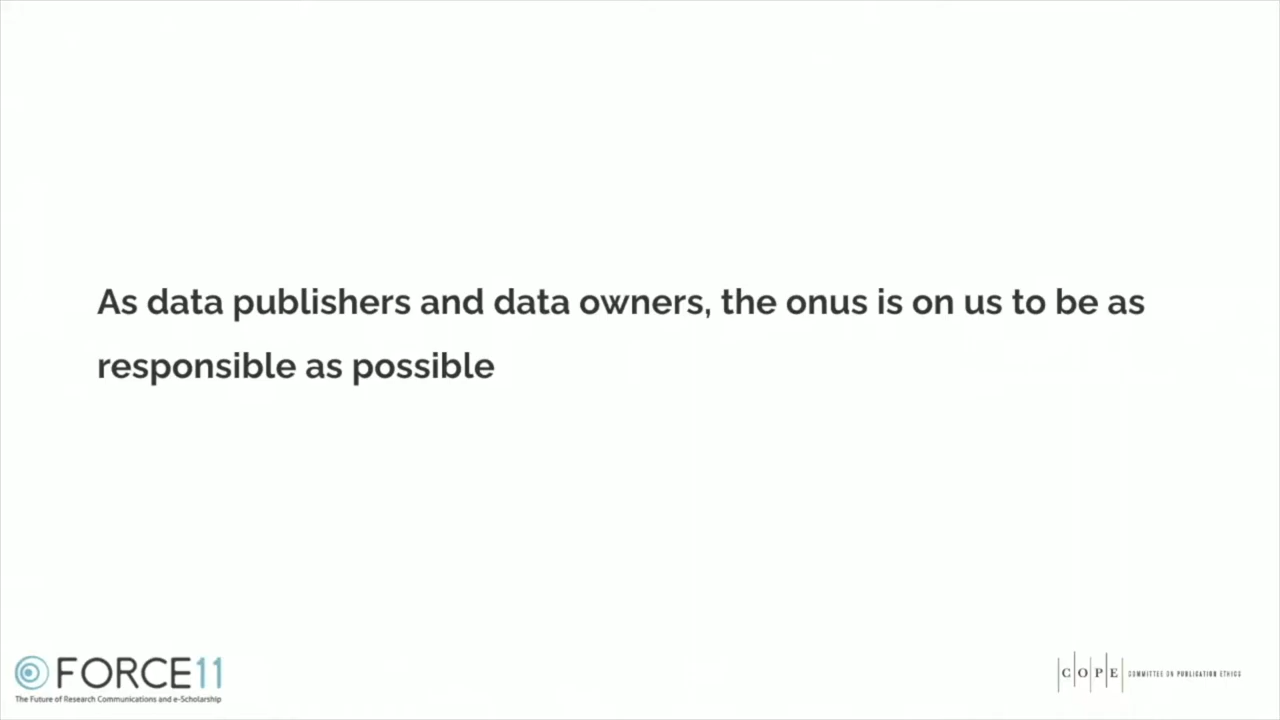 As data publishers and data owners, the onus is on us to be as
responsible as possible
FORCE11
The Future of Research Communications and e-Scholarship
COPE COMMITTEE ON PUBLICATION ETHICS